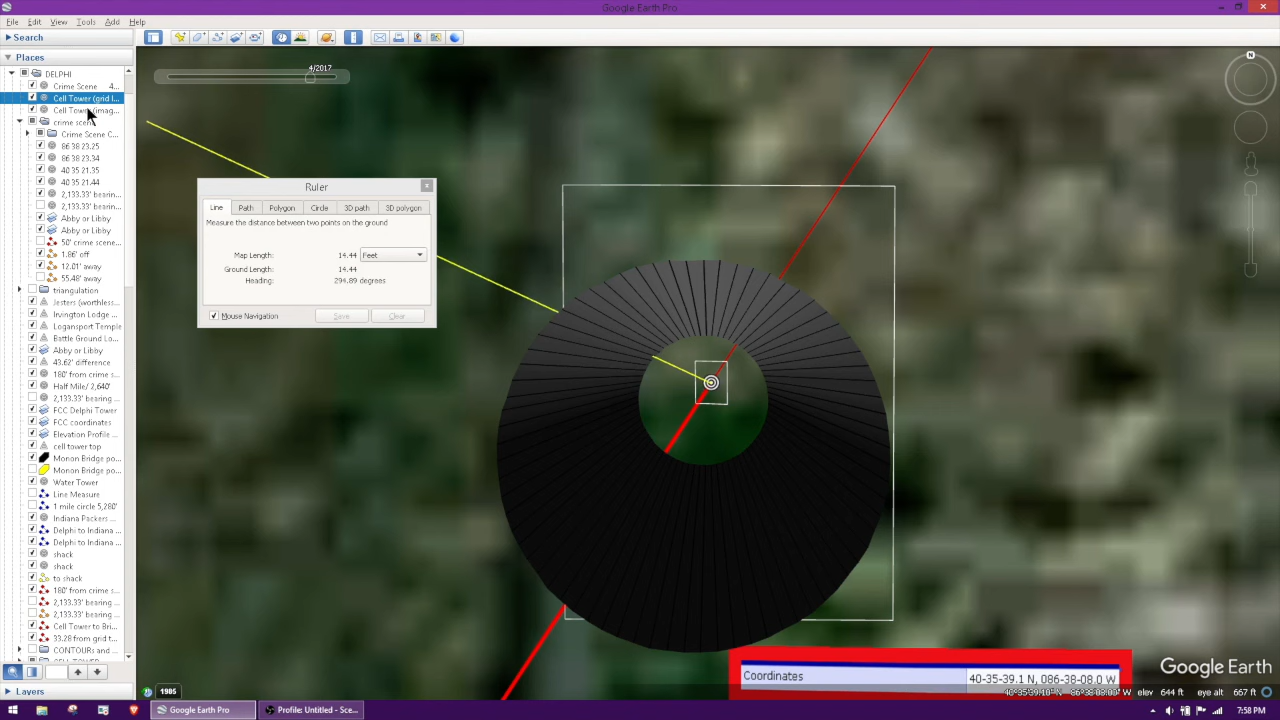 Google Earth Pro
File Edit View Tools Add Help
Search
Places
DELPHI
Crime Scene 4...
Cell Tower (grid l...
Cell Tower (imag...
crime scene
Crime Scene C...
86 38 23.25
86 38 23.34
40 35 21.35
40 35 21.44
2,133.33' bearin...
2,133.33' bearin...
Abby or Libby
Abby or Libby
50' crime scene...
1.86' off
12.01' away
55.48' away
triangulation
Jesters (worthless...
Irvington Lodge ...
Logansport Temple
Battle Ground Lo...
Abby or Libby
43.62' difference
180' from crime s...
Half Mile/ 2,640'
2,133.33' bearing ...
FCC Delphi Tower
FCC coordinates
Elevation Profile ...
cell tower top
Monon Bridge po...
Monon Bridge po...
Water Tower
Line Measure
1 mile circle 5,280'
Indiana Packers ...
Delphi to Indiana ...
Delphi to Indiana ...
shack
shack
to shack
180' from crime s...
2,133.33' bearing ...
2,133.33' bearing ...
Cell Tower to Bri...
33.28 from grid t...
CONTOURs and ...
Layers
4/2017
Ruler
Line Path Polygon Circle 3D path 3D polygon
Measure the distance between two points on the ground
Map Length: 14.44 Feet
Ground Length: 14.44
Heading: 294.89 degrees
Mouse Navigation Save Clear
N
Coordinates 40-35-39.1 N, 086-38-08.0 W
Google Earth
1985
40°35'39.10" N 86°38'08.00" W elev 644 ft eye alt 667 ft
Google Earth Pro
Profile: Untitled - Sce...
7:58 PM